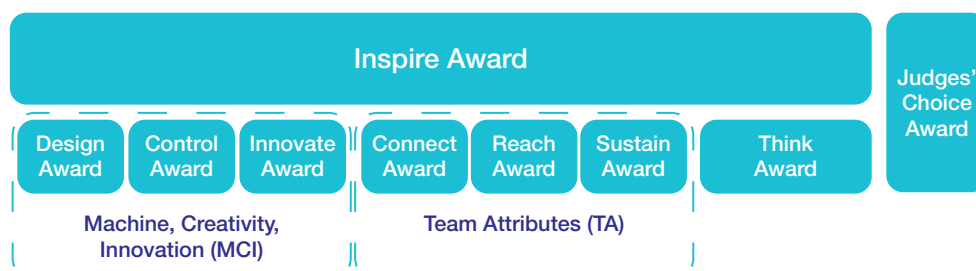 Inspire Award
Judges'
Choice
Award
Design
Award
Control
Award
Innovate
Award
Connect
Award
Reach
Award
Sustain
Award
Think
Award
Machine, Creativity,
Innovation (MCI)
Team Attributes (TA)